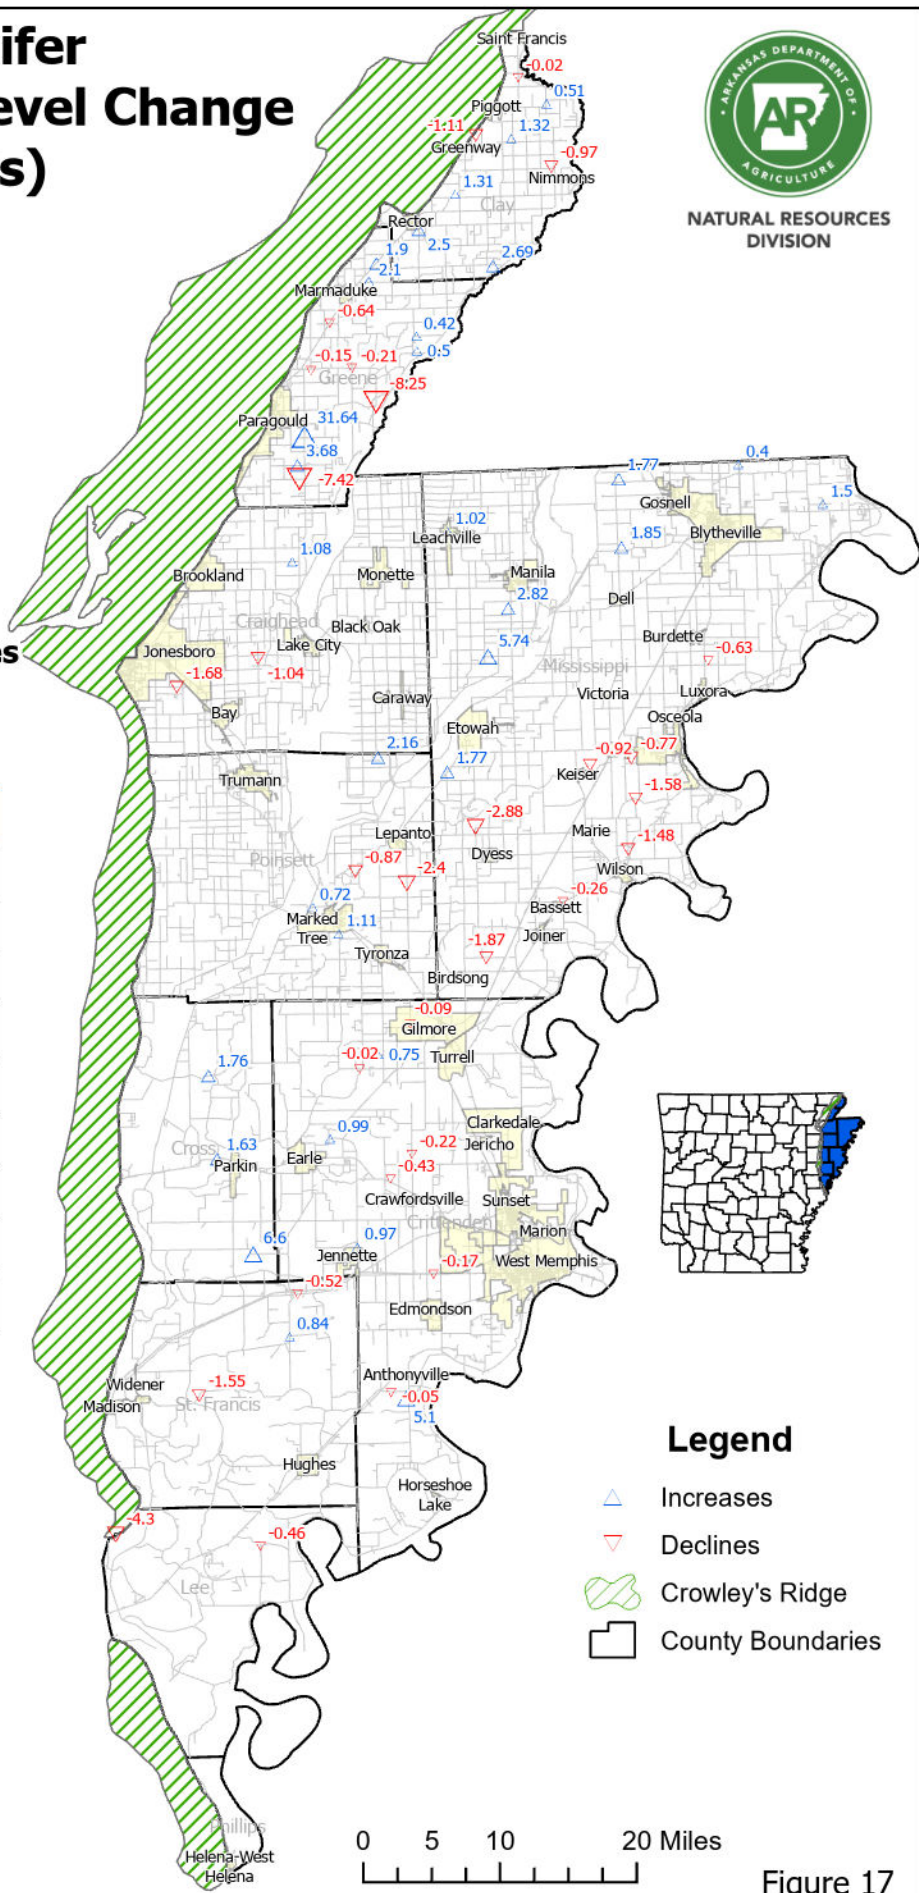 ifer
evel Change
s)
ARKANSAS DEPARTMENT OF
AR
AGRICULTURE
NATURAL RESOURCES
DIVISION
Saint Francis
-0.02
0.51
Piggott
-1.11
1.32
Greenway
-0.97
Nimmons
1.31
Clay
Rector
1.9
2.5
2.69
2.1
Marmaduke
-0.64
0.42
0.5
-0.15
-0.21
Greene
-8.25
Paragould
31.64
3.68
-7.42
1.77
0.4
Gosnell
1.5
1.02
Leachville
Blytheville
1.08
1.85
Brookland
Monette
Manila
2.82
Dell
Craighead
Black Oak
Lake City
5.74
Burdette
-0.63
es
Jonesboro
-1.68
-1.04
Mississippi
Caraway
Victoria
Luxora
Bay
Osceola
Etowah
2.16
1.77
-0.92
-0.77
Keiser
Trumann
-1.58
-2.88
Lepanto
Marie
-1.48
Poinsett
-0.87
-2.4
Dyess
Wilson
0.72
-0.26
Marked
Tree
1.11
Bassett
Joiner
-1.87
Tyronza
Birdsong
-0.09
Gilmore
1.76
-0.02
0.75
Turrell
Clarkedale
0.99
Cross
1.63
-0.22
Jericho
Parkin
Earle
-0.43
Crawfordsville
Sunset
Crittenden
6.6
0.97
Marion
Jennette
-0.17
West Memphis
-0.52
Edmondson
0.84
Anthonyville
Widener
-1.55
-0.05
Madison
St. Francis
5.1
Hughes
Horseshoe
Lake
-4.3
-0.46
Lee
Phillips
Helena-West
Helena
Legend
Increases
Declines
Crowley's Ridge
County Boundaries
0 5 10 20 Miles
Figure 17